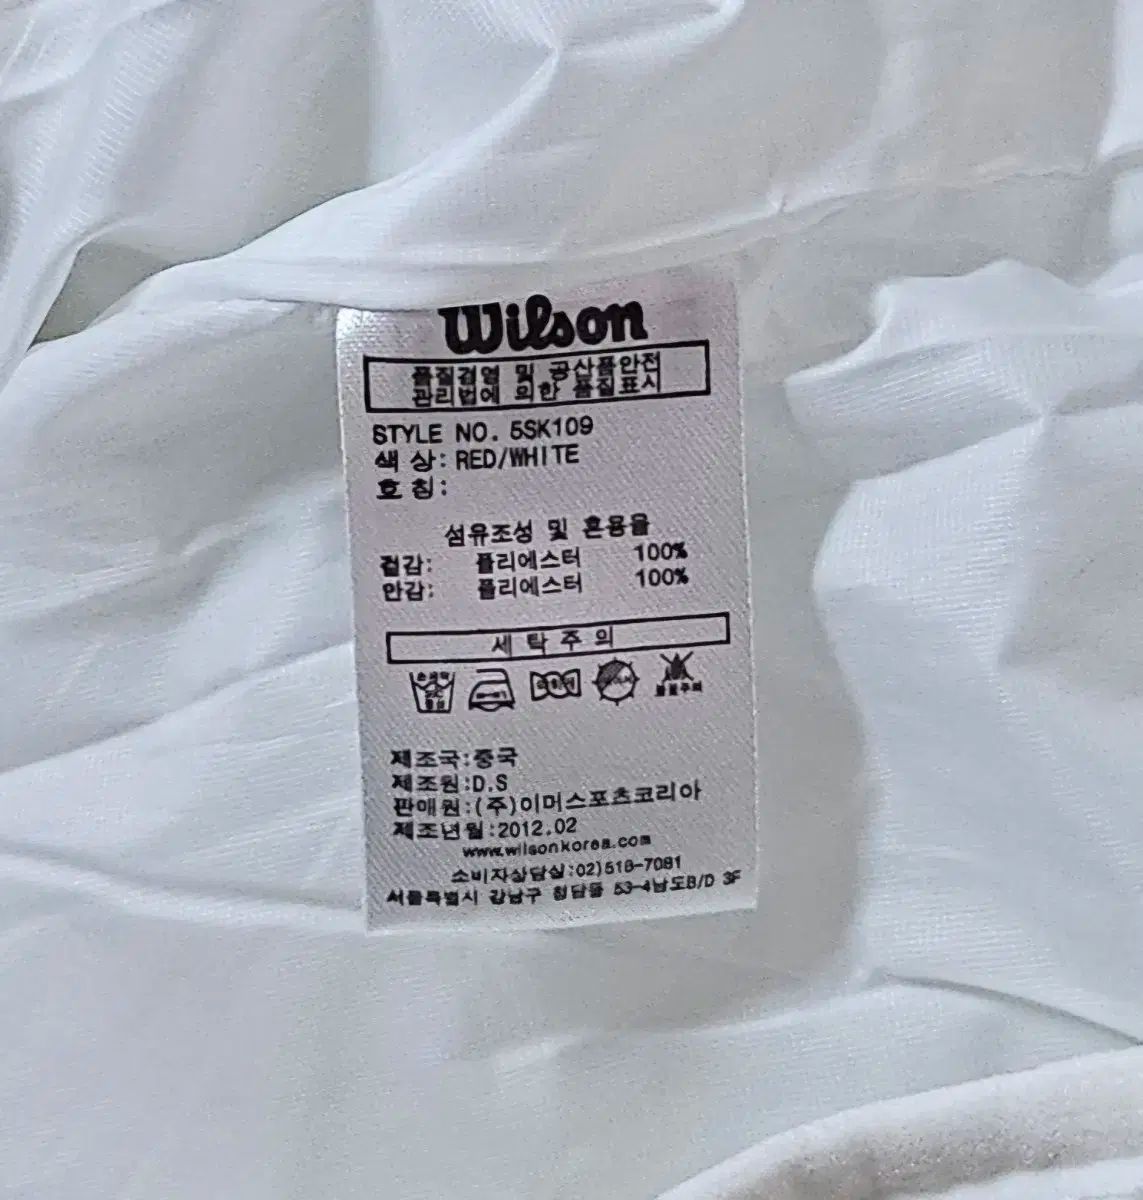 Wilson
품질경영 및 공산품안전
관리법에 의한 품질표시
STYLE NO. 5SK109
색 상: RED/WHITE
호 칭:
섬유조성 및 혼용율
겉감: 폴리에스터 100%
안감: 폴리에스터 100%
세 탁 주 의
손세탁
중성
제조국:중국
제조원:D.S
판매원:(주)이머스포츠코리아
제조년월:2012.02
www.wilsonkorea.com
소비자상담실:02)518-7081
서울특별시 강남구 청담동 53-4남도B/D 3F